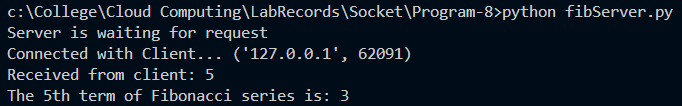 c:\College\Cloud Computing\LabRecords\Socket\Program-8>python fibServer.py
Server is waiting for request
Connected with Client... ('127.0.0.1', 62091)
Received from client: 5
The 5th term of Fibonacci series is: 3